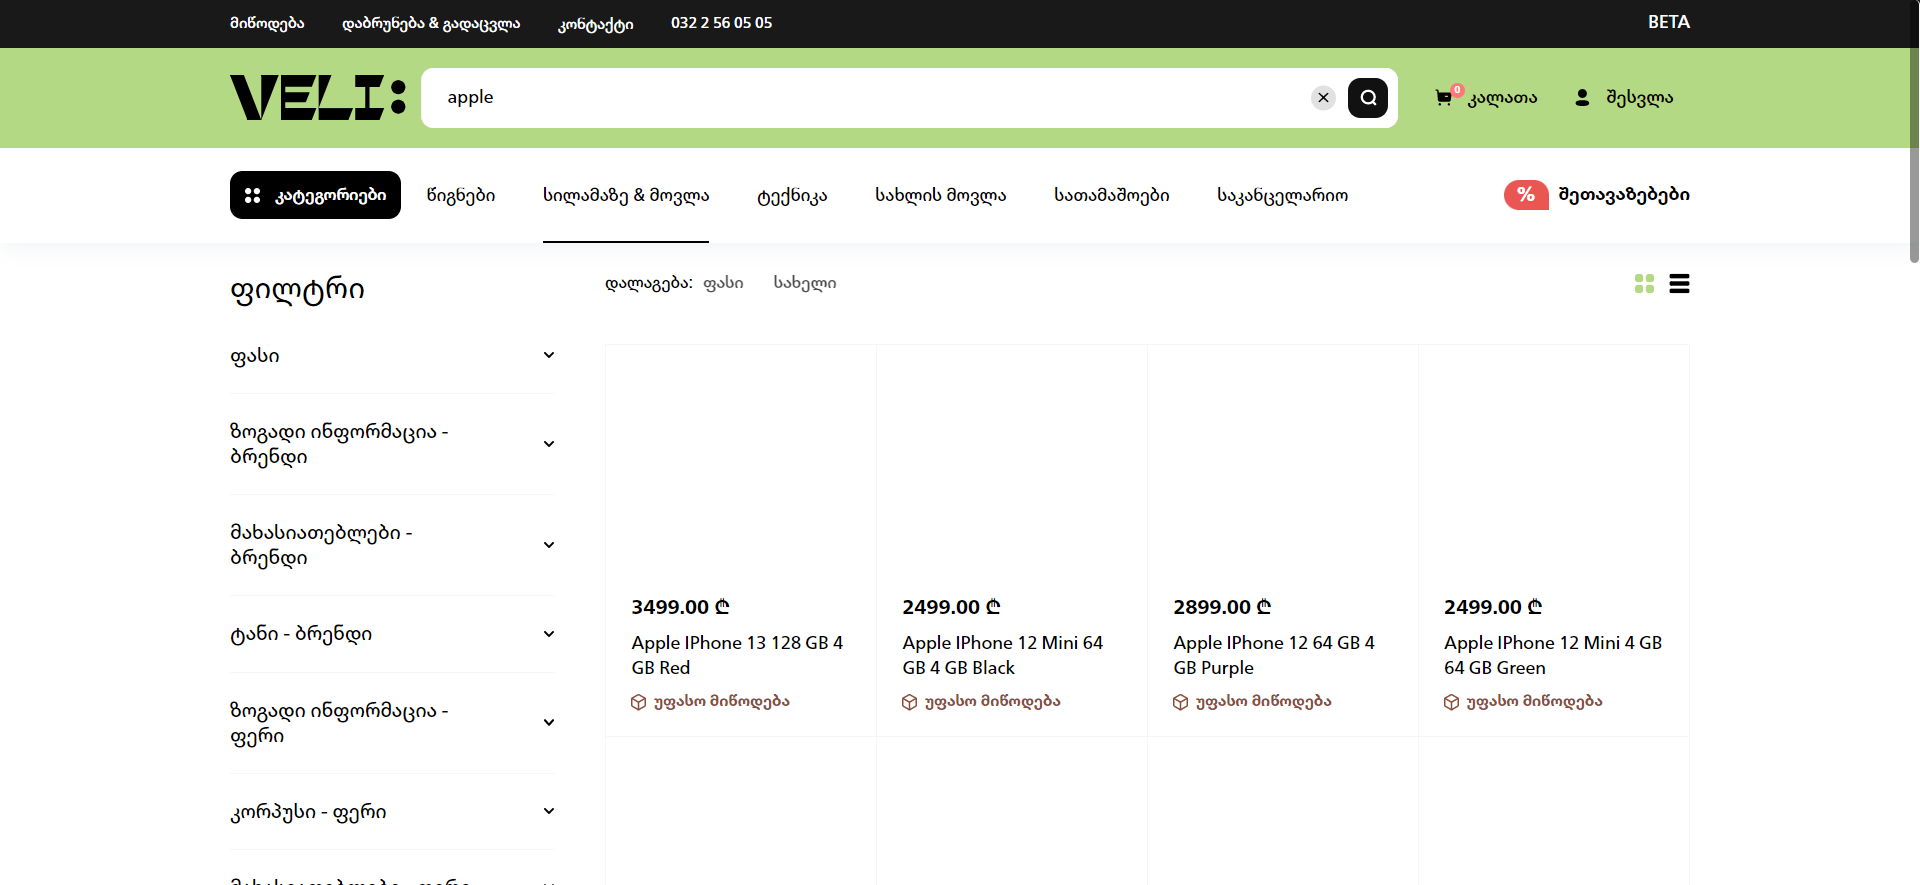 მიწოდება დაბრუნება & გადაცვლა კონტაქტი 032 2 56 05 05 BETA
VELI: apple 0 კალათა შესვლა
კატეგორიები წიგნები სილამაზე & მოვლა ტექნიკა სახლის მოვლა სათამაშოები საკანცელარიო % შეთავაზებები
ფილტრი
დალაგება: ფასი სახელი
ფასი
ზოგადი ინფორმაცია -
ბრენდი
მახასიათებლები -
ბრენდი
ტანი - ბრენდი
ზოგადი ინფორმაცია -
ფერი
კორპუსი - ფერი
მახასიათებლები - ფერი
3499.00 ₾
Apple IPhone 13 128 GB 4
GB Red
უფასო მიწოდება
2499.00 ₾
Apple IPhone 12 Mini 64
GB 4 GB Black
უფასო მიწოდება
2899.00 ₾
Apple IPhone 12 64 GB 4
GB Purple
უფასო მიწოდება
2499.00 ₾
Apple IPhone 12 Mini 4 GB
64 GB Green
უფასო მიწოდება